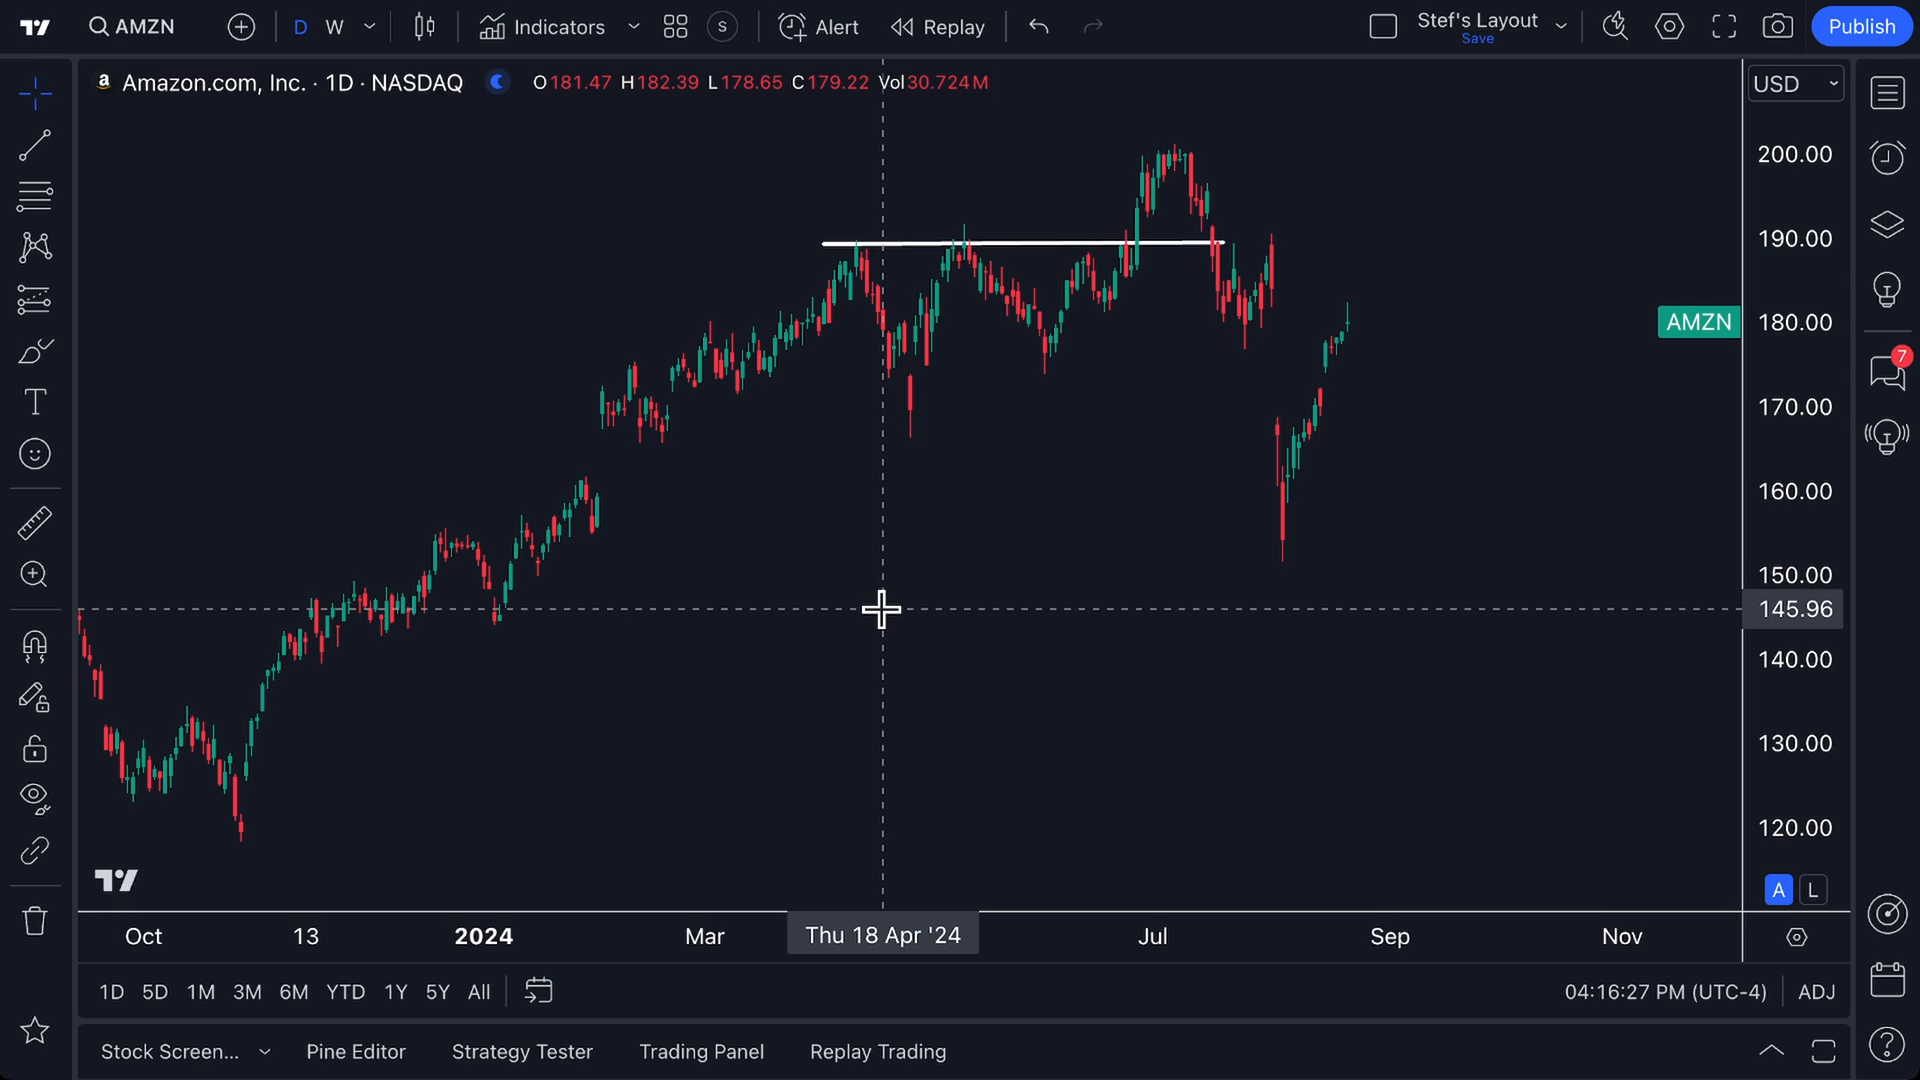 AMZN D W Indicators S Alert Replay Stef's Layout Publish
Save
a Amazon.com, Inc. · 1D · NASDAQ O181.47 H182.39 L178.65 C179.22 Vol30.724M USD
200.00
190.00
AMZN 180.00
7
170.00
160.00
150.00
145.96
140.00
130.00
120.00
A L
Oct 13 2024 Mar Thu 18 Apr '24 Jul Sep Nov
1D 5D 1M 3M 6M YTD 1Y 5Y All 04:16:27 PM (UTC-4) ADJ
Stock Screen... Pine Editor Strategy Tester Trading Panel Replay Trading